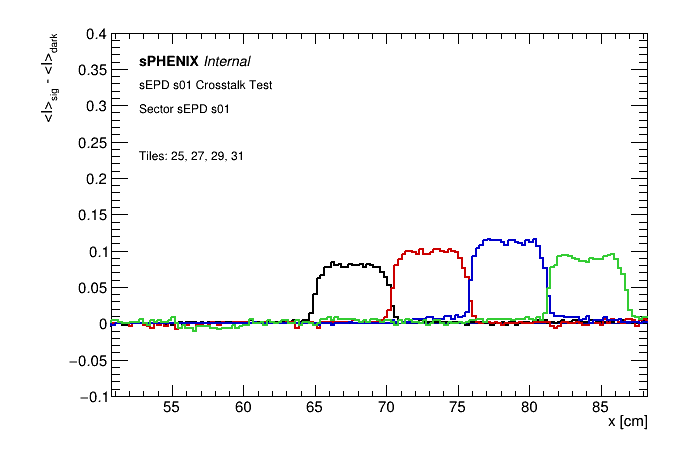 <I>sig - <I>dark
0.4
0.35
0.3
0.25
0.2
0.15
0.1
0.05
0
−0.05
−0.1
sPHENIX Internal
sEPD s01 Crosstalk Test
Sector sEPD s01
Tiles: 25, 27, 29, 31
55 60 65 70 75 80 85
x [cm]